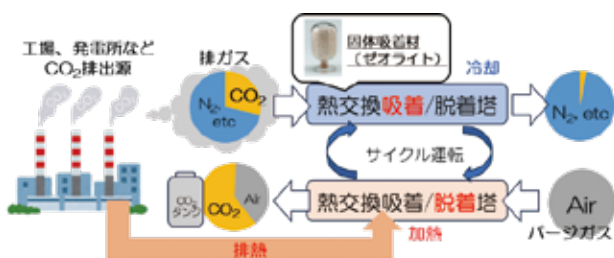 工場、発電所など
CO₂排出源
CO₂
CO₂
CO₂
排ガス
N₂,
etc
CO₂
固体吸着材
(ゼオライト)
冷却
熱交換吸着/脱着塔
N₂, etc
サイクル運転
CO₂
タンク
CO₂
Air
熱交換吸着/脱着塔
Air
パージガス
加熱
排熱